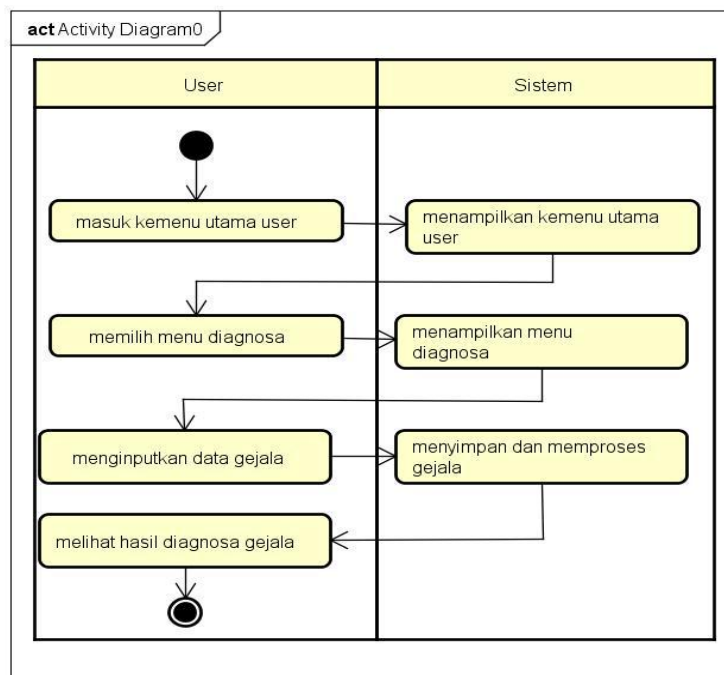 act Activity Diagram0
User
Sistem
masuk kemenu utama user
menampilkan kemenu utama
user
memilih menu diagnosa
menampilkan menu
diagnosa
menginputkan data gejala
menyimpan dan memproses
gejala
melihat hasil diagnosa gejala